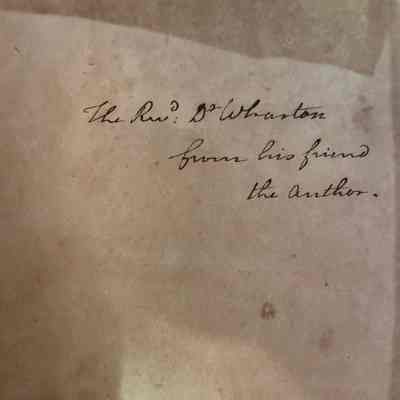 The Revᵈ: Dʳ Wharton
from his friend
the author.